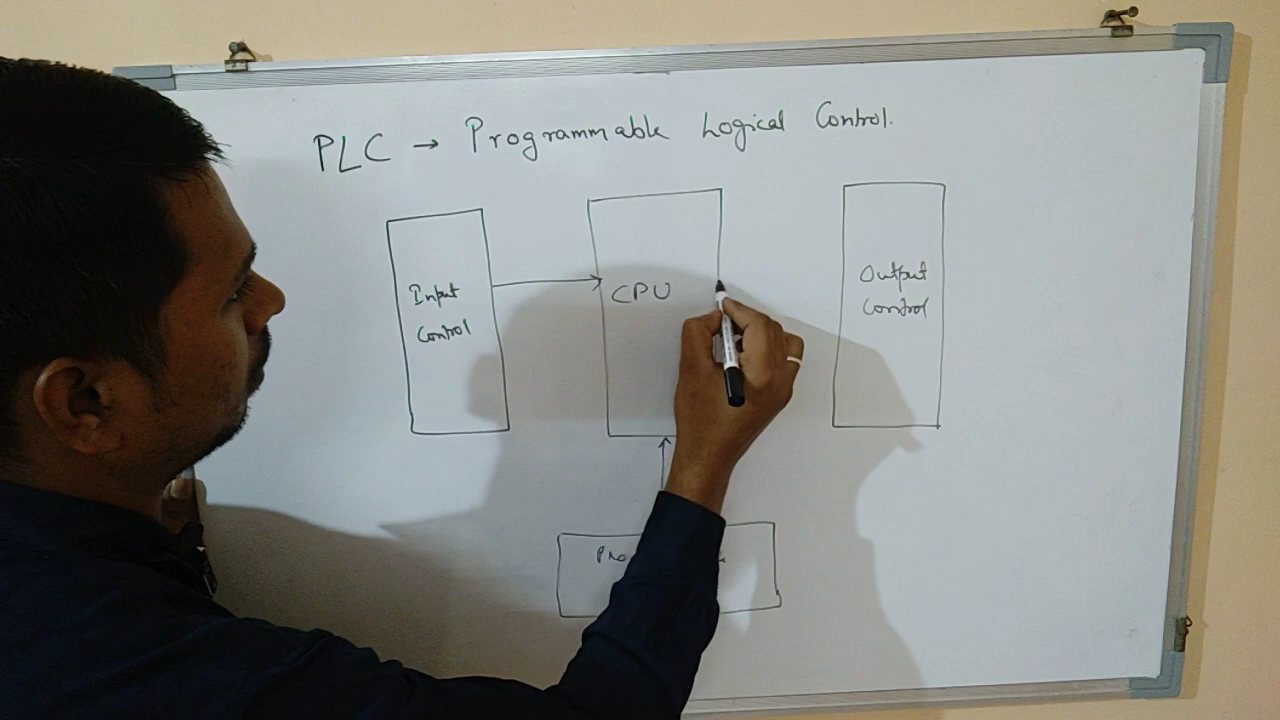 PLC → Programmable Logical Control.
Input
Control
CPU
Output
Control